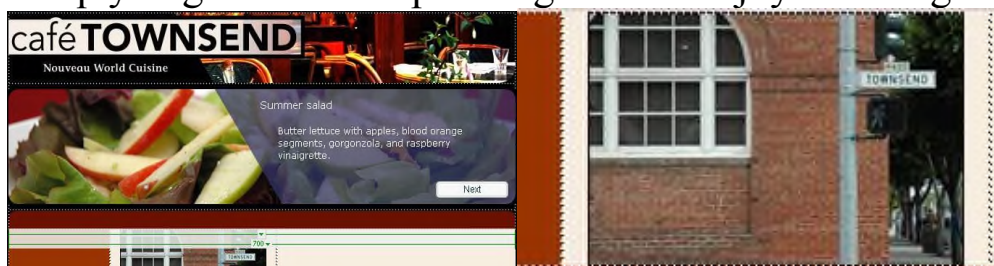 café TOWNSEND
Nouveau World Cuisine
Summer salad
Butter lettuce with apples, blood orange
segments, gorgonzola, and raspberry
vinaigrette.
Next
700
TOWNSEND
TOWNSEND